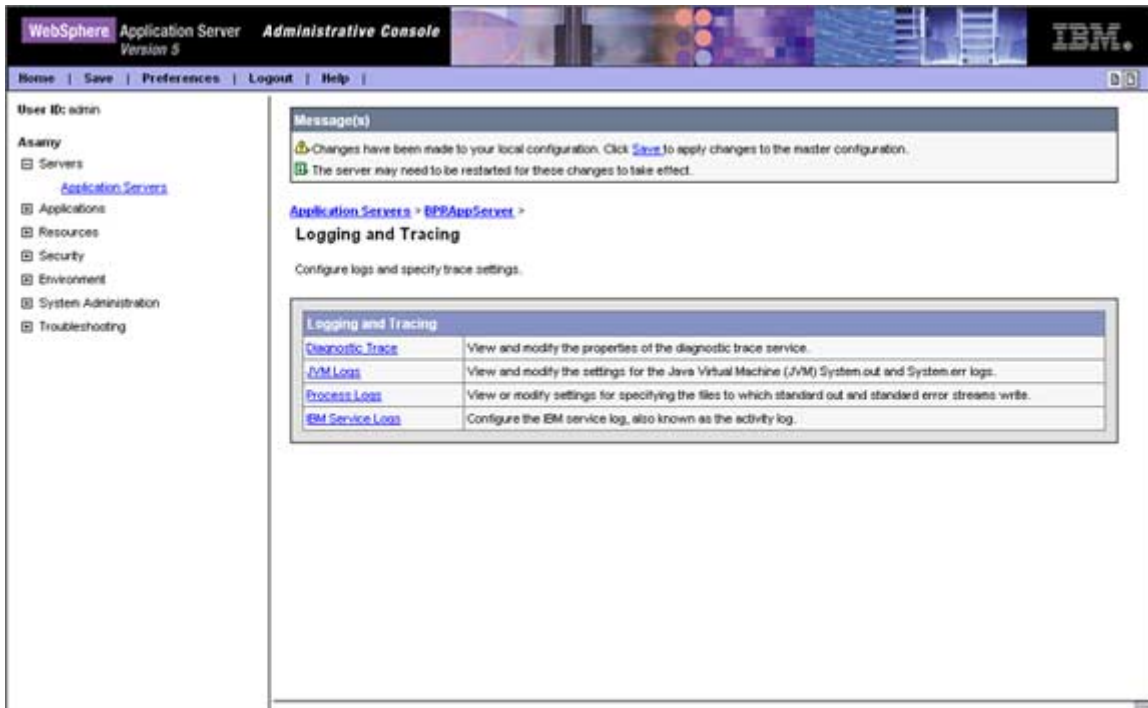 WebSphere Application Server Administrative Console
Version 5
IBM.
Home | Save | Preferences | Logout | Help |
User ID: admin
Asamy
Servers
Application Servers
Applications
Resources
Security
Environment
System Administration
Troubleshooting
Message(s)
Changes have been made to your local configuration. Click Save to apply changes to the master configuration.
The server may need to be restarted for these changes to take effect.
Application Servers > BPPAppServer >
Logging and Tracing
Configure logs and specify trace settings.
Logging and Tracing
Diagnostic Trace View and modify the properties of the diagnostic trace service.
JVM Logs View and modify the settings for the Java Virtual Machine (JVM) System.out and System.err logs.
Process Logs View or modify settings for specifying the files to which standard out and standard error streams write.
IBM Service Logs Configure the IBM service log, also known as the activity log.